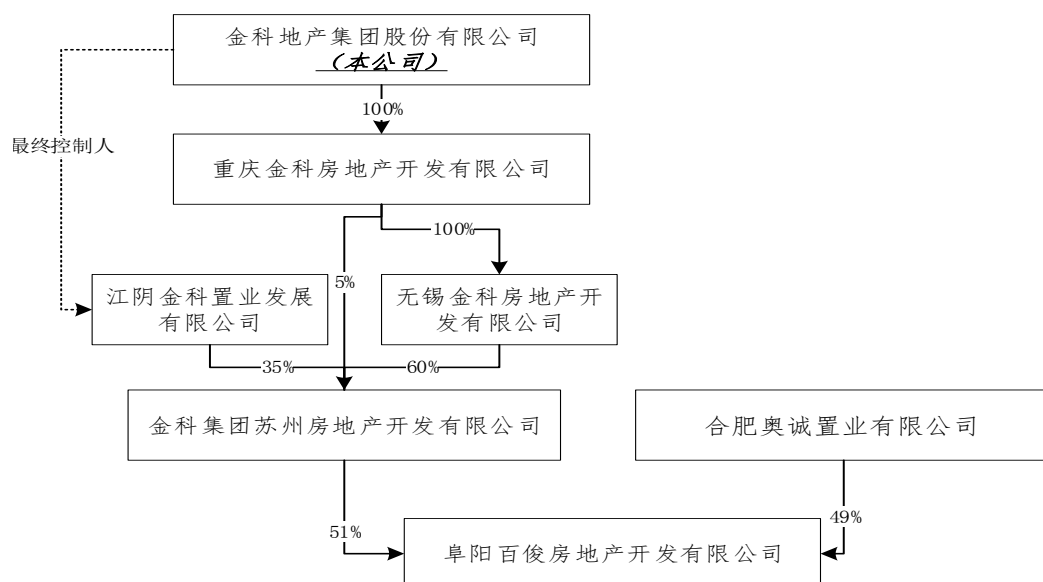 金科地产集团股份有限公司
（本公司）
100%
最终控制人
重庆金科房地产开发有限公司
100%
5%
江阴金科置业发展
有限公司
无锡金科房地产开
发有限公司
35%
60%
金科集团苏州房地产开发有限公司
合肥奥诚置业有限公司
51%
49%
阜阳百俊房地产开发有限公司